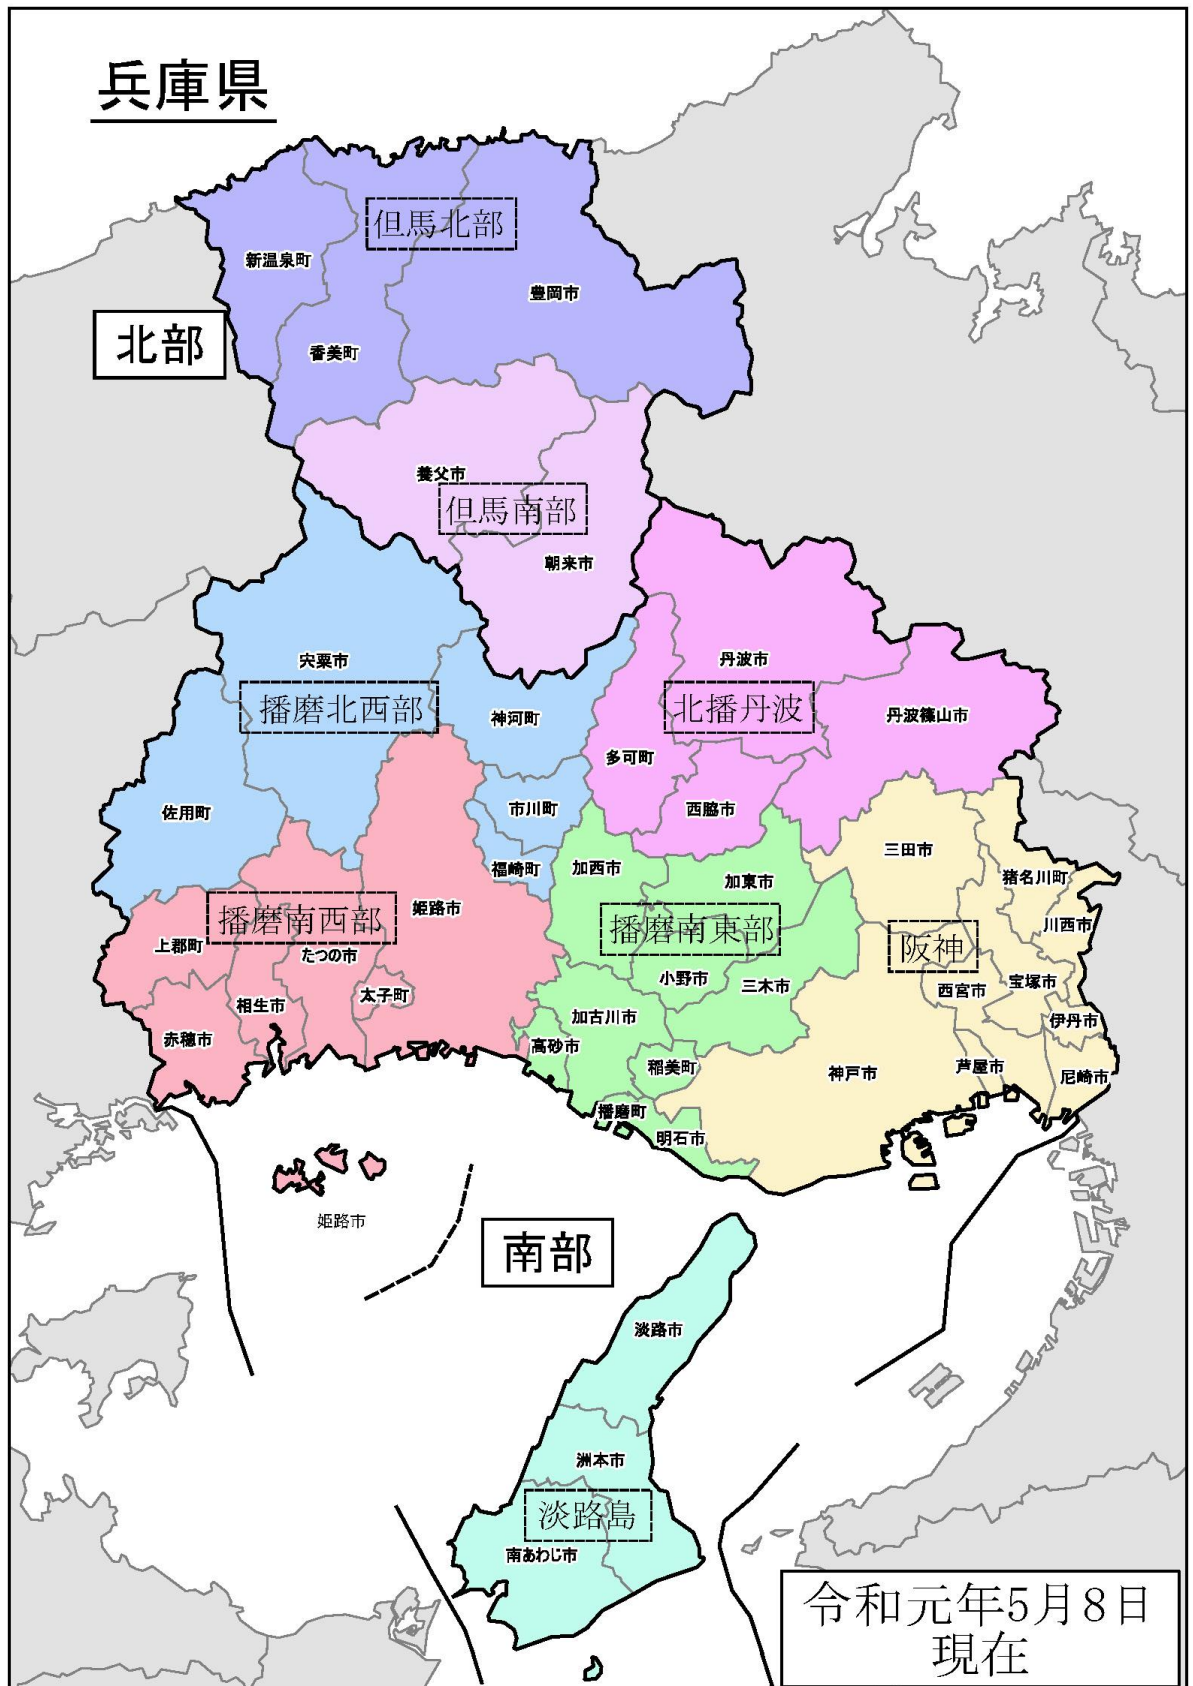 兵庫県
但馬北部
新温泉町
豊岡市
北部
香美町
養父市
但馬南部
朝来市
宍粟市
丹波市
播磨北西部
神河町
北播丹波
丹波篠山市
多可町
佐用町
市川町
西脇市
三田市
福崎町
加西市
加東市
猪名川町
播磨南西部
姫路市
上郡町
たつの市
播磨南東部
阪神
川西市
小野市
三木市
西宮市
宝塚市
太子町
相生市
赤穂市
加古川市
伊丹市
高砂市
稲美町
神戸市
芦屋市
尼崎市
播磨町
明石市
姫路市
南部
淡路市
洲本市
淡路島
南あわじ市
令和元年5月8日
現在